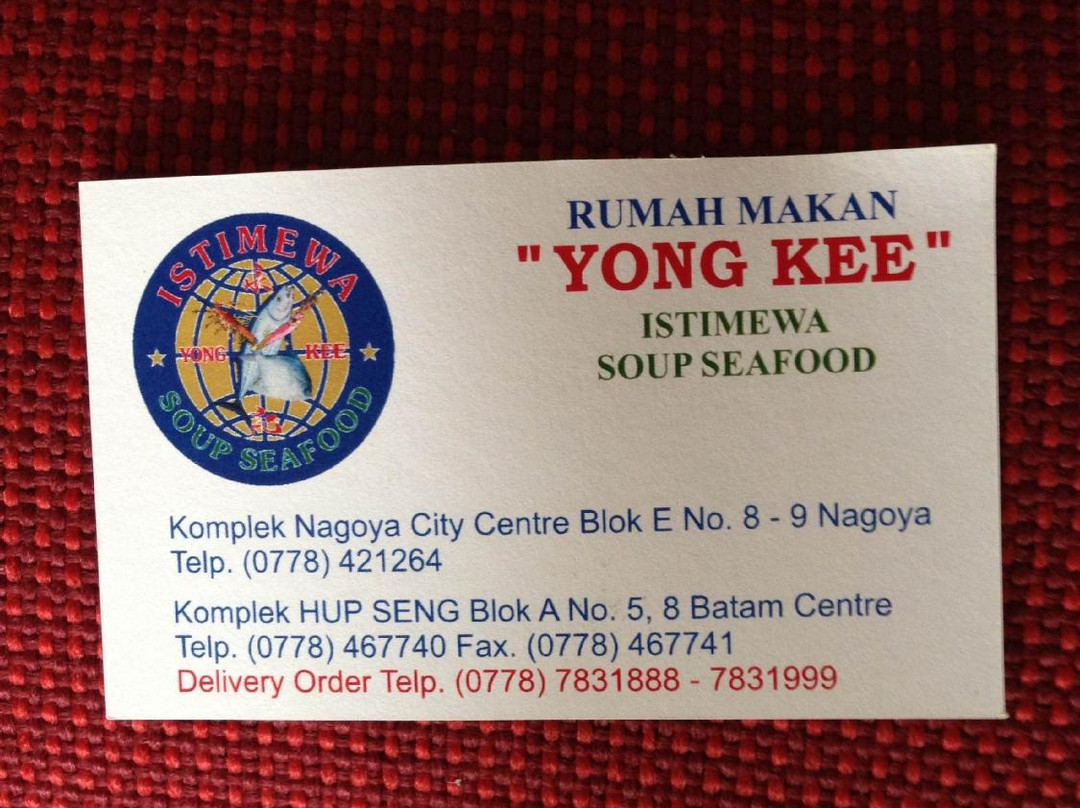 ISTIMEWA
YONG KEE
SOUP SEAFOOD
RUMAH MAKAN
"YONG KEE"
ISTIMEWA
SOUP SEAFOOD
Komplek Nagoya City Centre Blok E No. 8 - 9 Nagoya
Telp. (0778) 421264
Komplek HUP SENG Blok A No. 5, 8 Batam Centre
Telp. (0778) 467740 Fax. (0778) 467741
Delivery Order Telp. (0778) 7831888 - 7831999